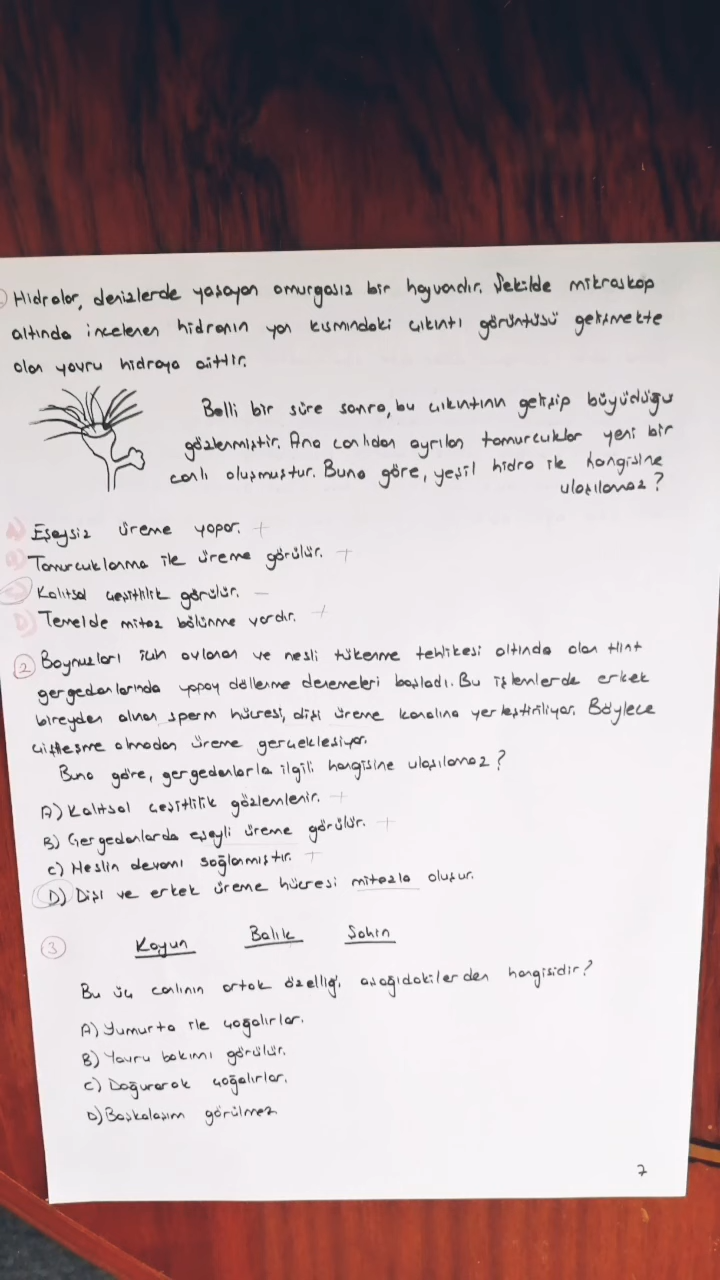 Hidralar, denizlerde yaşayan omurgasız bir hayvandır. Şekilde mikroskop
altında incelenen hidranın yan kısmındaki çıkıntı görüntüsü gelişmekte
olan yavru hidraya aittir.
Belli bir süre sonra, bu çıkıntının gelişip büyüdüğü
gözlenmiştir. Ana canlıdan ayrılan tomurcuklar yeni bir
canlı oluşmuştur. Buna göre, yeşil hidra ile hangisine
ulaşılamaz?
A) Eşeysiz üreme yapar. +
B) Tomurcuklanma ile üreme görülür. +
C) Kalıtsal çeşitlilik görülür. -
D) Temelde mitoz bölünme vardır. +
2 Boynuzları için avlanan ve nesli tükenme tehlikesi altında olan Hint
gergedanlarında yapay döllenme denemeleri başladı. Bu işlemlerde erkek
bireyden alınan sperm hücresi, dişi üreme kanalına yerleştiriliyor. Böylece
çiftleşme olmadan üreme gerçekleşiyor.
Buna göre, gergedanlarla ilgili hangisine ulaşılamaz?
A) Kalıtsal çeşitlilik gözlemlenir. +
B) Gergedanlarda eşeyli üreme görülür. +
C) Neslin devamı sağlanmıştır. +
D) Dişi ve erkek üreme hücresi mitozla oluşur.
3 Koyun Balık Şahin
Bu üç canlının ortak özelliği aşağıdakilerden hangisidir?
A) Yumurta ile çoğalırlar.
B) Yavru bakımı görülür.
C) Doğurarak çoğalırlar.
D) Başkalaşım görülmez
7